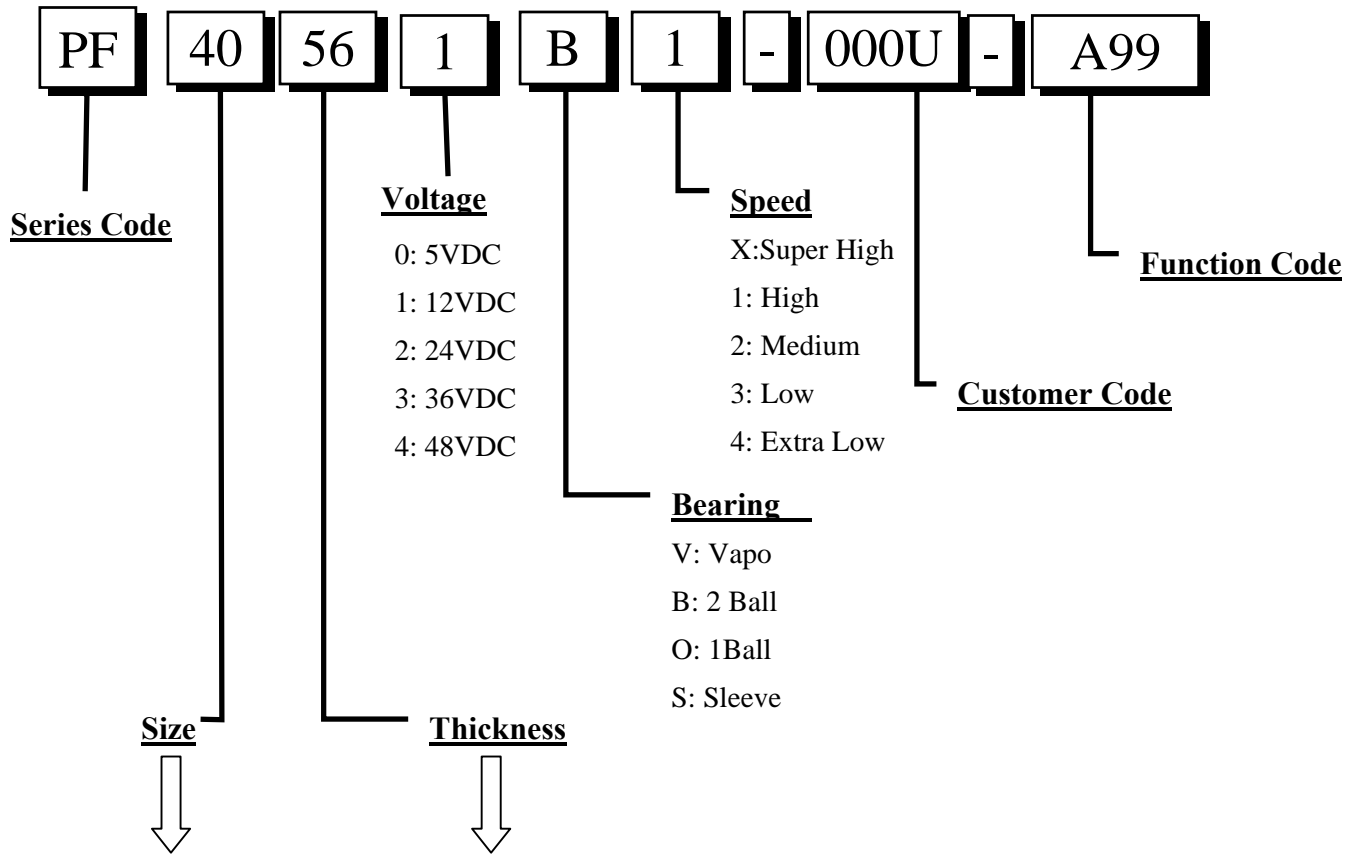 PF 40 56 1 B 1 - 000U - A99
Series Code
Voltage
0: 5VDC
1: 12VDC
2: 24VDC
3: 36VDC
4: 48VDC
Speed
X:Super High
1: High
2: Medium
3: Low
4: Extra Low
Function Code
Customer Code
Bearing
V: Vapo
B: 2 Ball
O: 1Ball
S: Sleeve
Size
Thickness